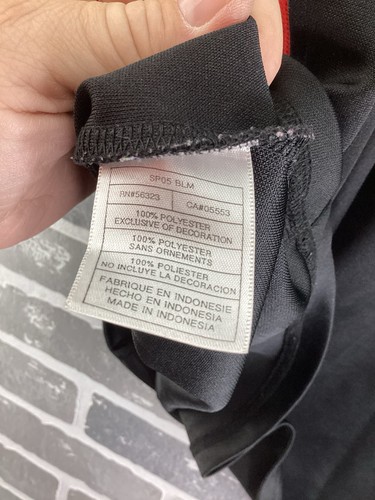 SP05 BLM
RN#56323 CA#05553
100% POLYESTER
EXCLUSIVE OF DECORATION
100% POLYESTER
SANS ORNEMENTS
100% POLIESTER
NO INCLUYE LA DECORACION
FABRIQUE EN INDONESIE
HECHO EN INDONESIA
MADE IN INDONESIA